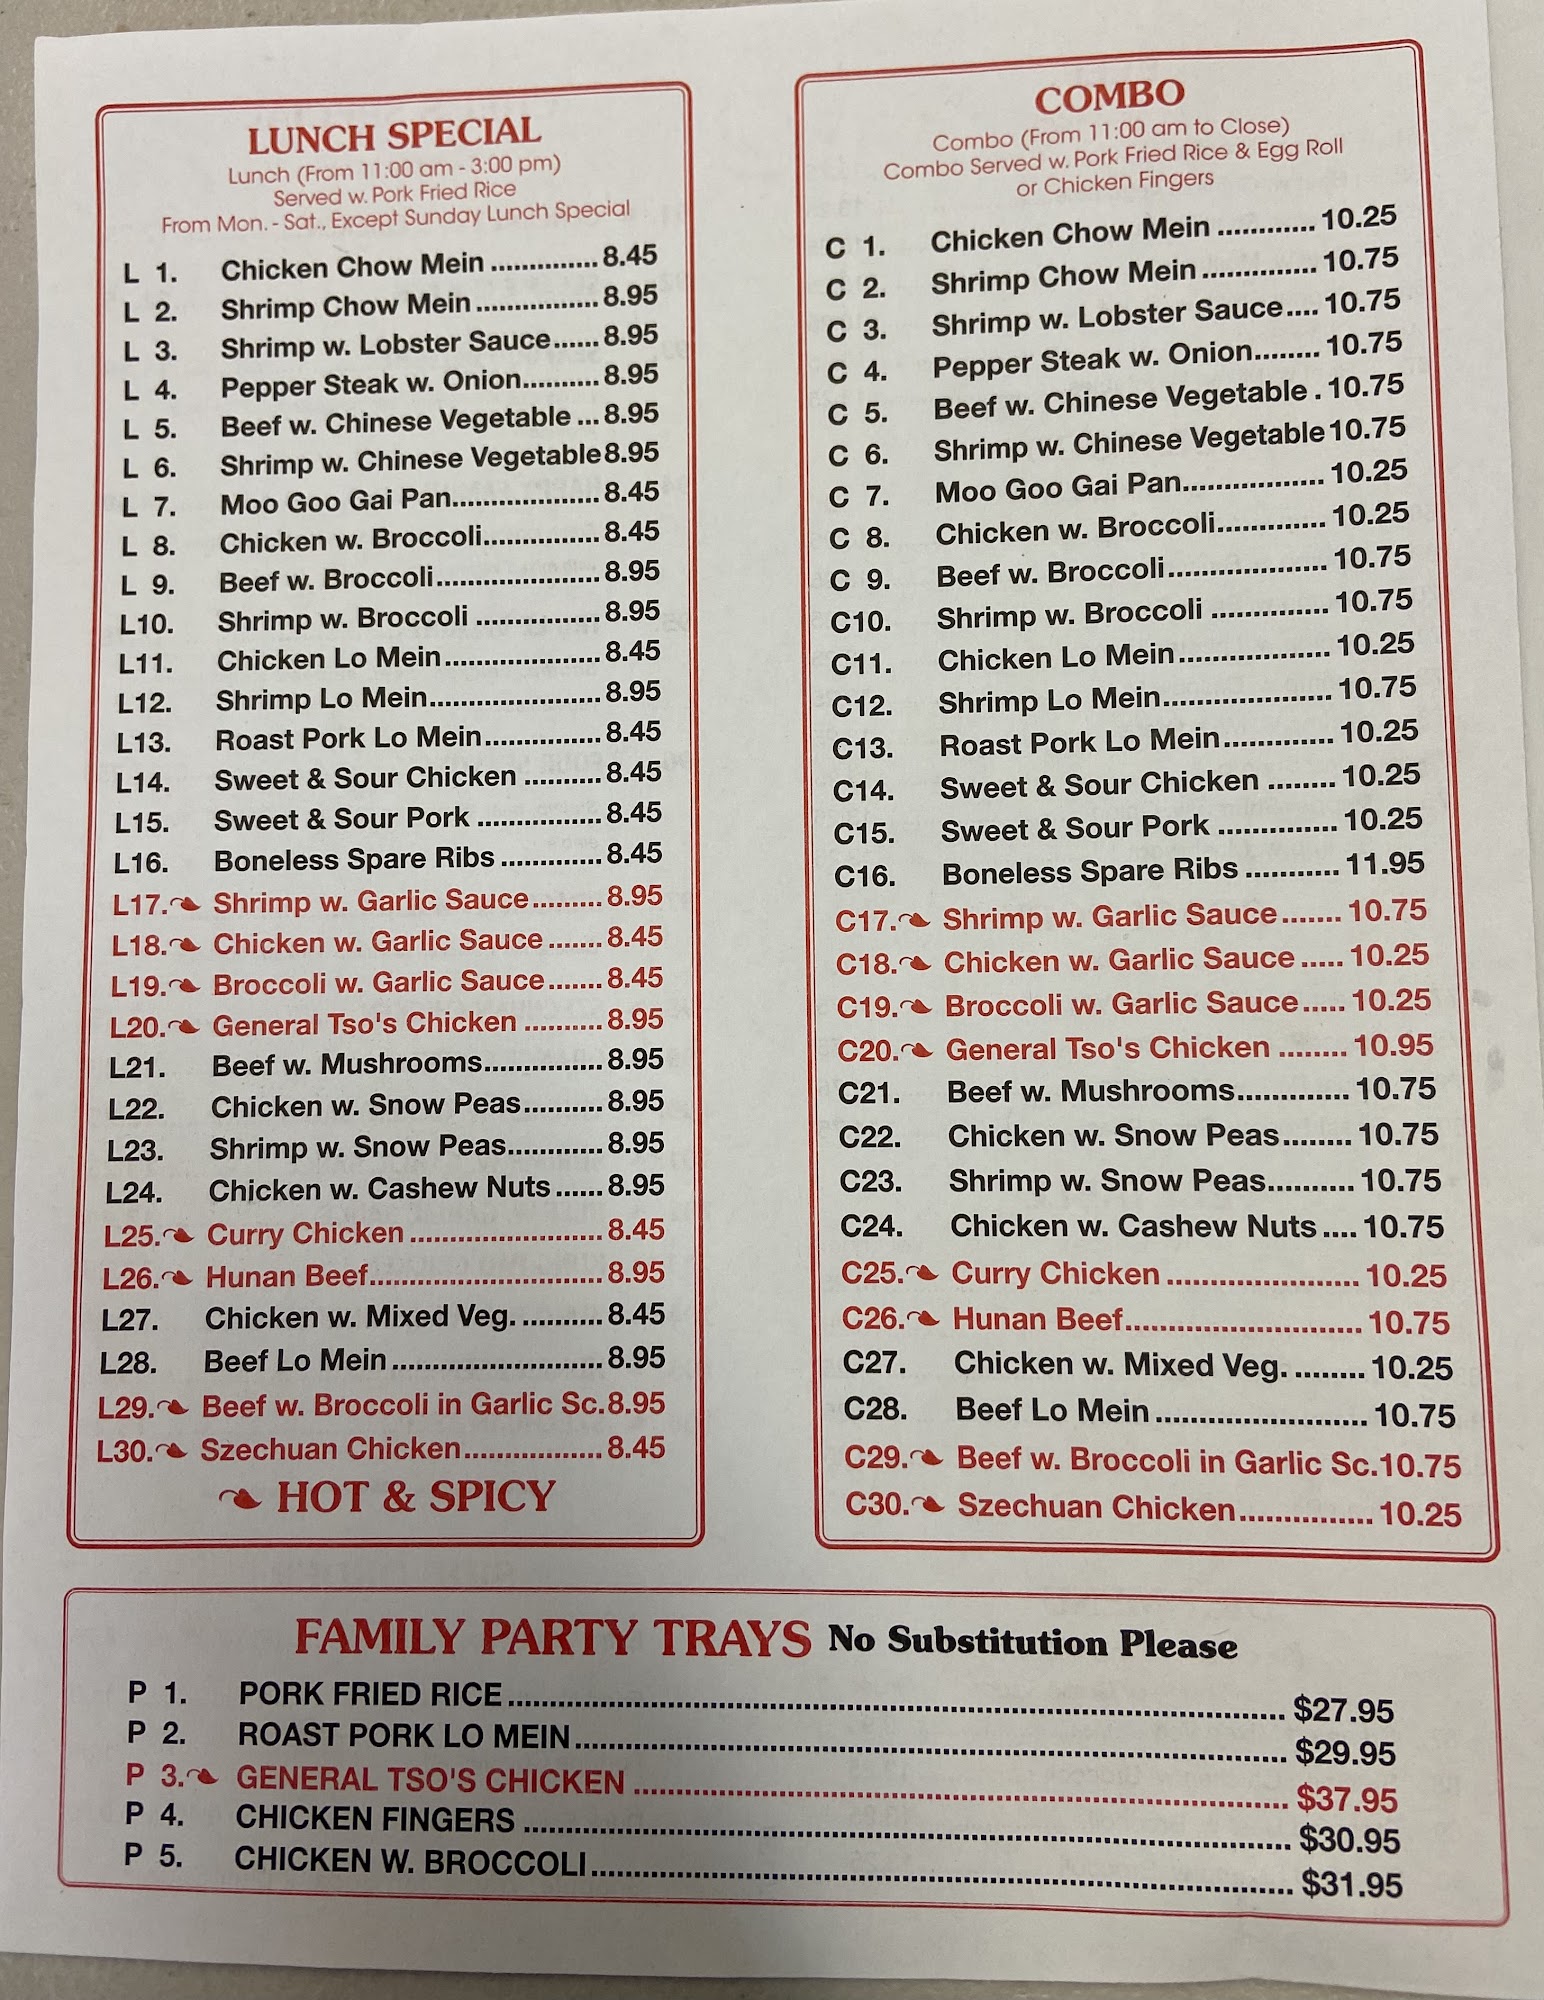 LUNCH SPECIAL
Lunch (From 11:00 am - 3:00 pm)
Served w. Pork Fried Rice
From Mon. - Sat., Except Sunday Lunch Special
L 1. Chicken Chow Mein .............. 8.45
L 2. Shrimp Chow Mein ................ 8.95
L 3. Shrimp w. Lobster Sauce...... 8.95
L 4. Pepper Steak w. Onion.......... 8.95
L 5. Beef w. Chinese Vegetable ... 8.95
L 6. Shrimp w. Chinese Vegetable 8.95
L 7. Moo Goo Gai Pan................... 8.45
L 8. Chicken w. Broccoli............... 8.45
L 9. Beef w. Broccoli..................... 8.95
L10. Shrimp w. Broccoli ................ 8.95
L11. Chicken Lo Mein.................... 8.45
L12. Shrimp Lo Mein...................... 8.95
L13. Roast Pork Lo Mein............... 8.45
L14. Sweet & Sour Chicken .......... 8.45
L15. Sweet & Sour Pork ................ 8.45
L16. Boneless Spare Ribs ............. 8.45
L17. Shrimp w. Garlic Sauce......... 8.95
L18. Chicken w. Garlic Sauce ....... 8.45
L19. Broccoli w. Garlic Sauce....... 8.45
L20. General Tso's Chicken .......... 8.95
L21. Beef w. Mushrooms............... 8.95
L22. Chicken w. Snow Peas.......... 8.95
L23. Shrimp w. Snow Peas............ 8.95
L24. Chicken w. Cashew Nuts ...... 8.95
L25. Curry Chicken ........................ 8.45
L26. Hunan Beef............................. 8.95
L27. Chicken w. Mixed Veg. .......... 8.45
L28. Beef Lo Mein .......................... 8.95
L29. Beef w. Broccoli in Garlic Sc. 8.95
L30. Szechuan Chicken................. 8.45
HOT & SPICY
COMBO
Combo (From 11:00 am to Close)
Combo Served w. Pork Fried Rice & Egg Roll
or Chicken Fingers
C 1. Chicken Chow Mein ............ 10.25
C 2. Shrimp Chow Mein .............. 10.75
C 3. Shrimp w. Lobster Sauce.... 10.75
C 4. Pepper Steak w. Onion........ 10.75
C 5. Beef w. Chinese Vegetable . 10.75
C 6. Shrimp w. Chinese Vegetable 10.75
C 7. Moo Goo Gai Pan................. 10.25
C 8. Chicken w. Broccoli............. 10.25
C 9. Beef w. Broccoli................... 10.75
C10. Shrimp w. Broccoli .............. 10.75
C11. Chicken Lo Mein.................. 10.25
C12. Shrimp Lo Mein.................... 10.75
C13. Roast Pork Lo Mein............. 10.25
C14. Sweet & Sour Chicken ........ 10.25
C15. Sweet & Sour Pork .............. 10.25
C16. Boneless Spare Ribs ........... 11.95
C17. Shrimp w. Garlic Sauce....... 10.75
C18. Chicken w. Garlic Sauce ..... 10.25
C19. Broccoli w. Garlic Sauce..... 10.25
C20. General Tso's Chicken ........ 10.95
C21. Beef w. Mushrooms............. 10.75
C22. Chicken w. Snow Peas........ 10.75
C23. Shrimp w. Snow Peas.......... 10.75
C24. Chicken w. Cashew Nuts .... 10.75
C25. Curry Chicken ...................... 10.25
C26. Hunan Beef........................... 10.75
C27. Chicken w. Mixed Veg. ........ 10.25
C28. Beef Lo Mein ........................ 10.75
C29. Beef w. Broccoli in Garlic Sc. 10.75
C30. Szechuan Chicken............... 10.25
FAMILY PARTY TRAYS No Substitution Please
P 1. PORK FRIED RICE ........................ $27.95
P 2. ROAST PORK LO MEIN ........................ $29.95
P 3. GENERAL TSO'S CHICKEN ........................ $37.95
P 4. CHICKEN FINGERS ........................ $30.95
P 5. CHICKEN W. BROCCOLI ........................ $31.95